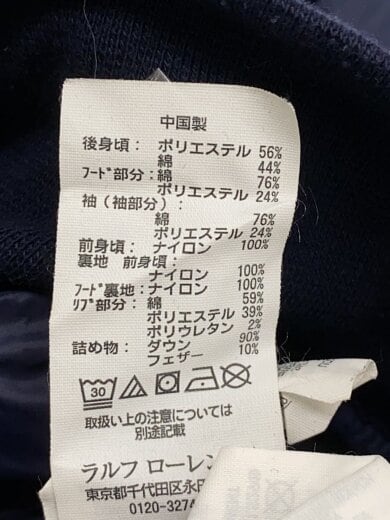 中国製
後身頃: ポリエステル 56%
綿 44%
ﾌｰﾄﾞ部分: 綿 76%
ポリエステル 24%
袖 (袖部分):
綿 76%
ポリエステル 24%
前身頃: ナイロン 100%
裏地 前身頃:
ナイロン 100%
ﾌｰﾄﾞ裏地: ナイロン 100%
ﾘﾌﾞ部分: 綿 59%
ポリエステル 39%
ポリウレタン 2%
詰め物: ダウン 90%
フェザー 10%
30
取扱い上の注意については
別途記載
ラルフ ローレン
東京都千代田区永田
0120-3274